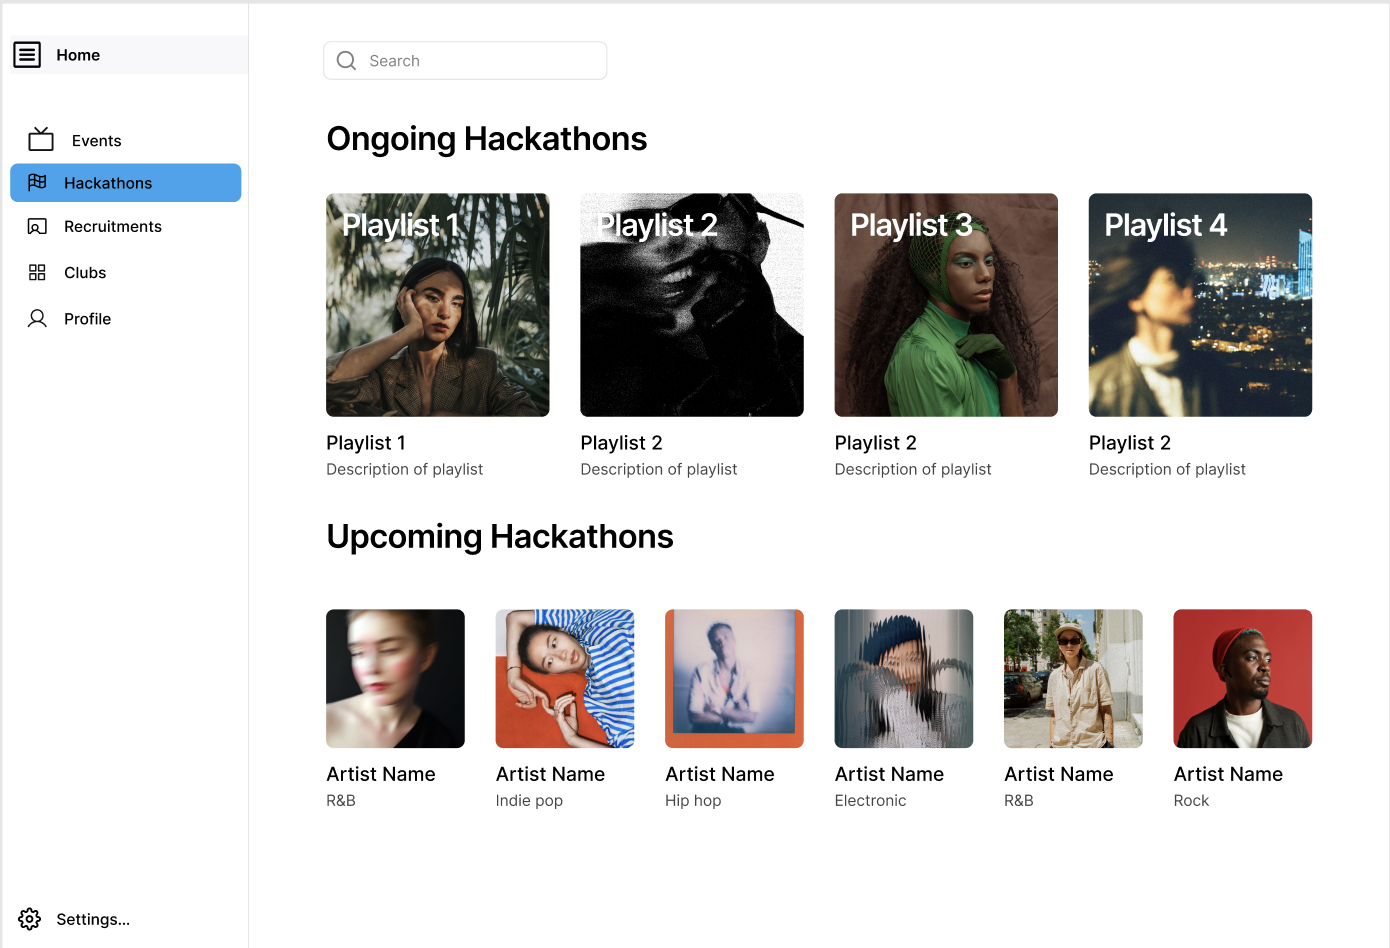 Home
Events
Hackathons
Recruitments
Clubs
Profile
Settings...
Search
Ongoing Hackathons
Playlist 1
Playlist 2
Playlist 3
Playlist 4
Playlist 1
Playlist 2
Playlist 2
Playlist 2
Description of playlist
Description of playlist
Description of playlist
Description of playlist
Upcoming Hackathons
Artist Name
Artist Name
Artist Name
Artist Name
Artist Name
Artist Name
R&B
Indie pop
Hip hop
Electronic
R&B
Rock